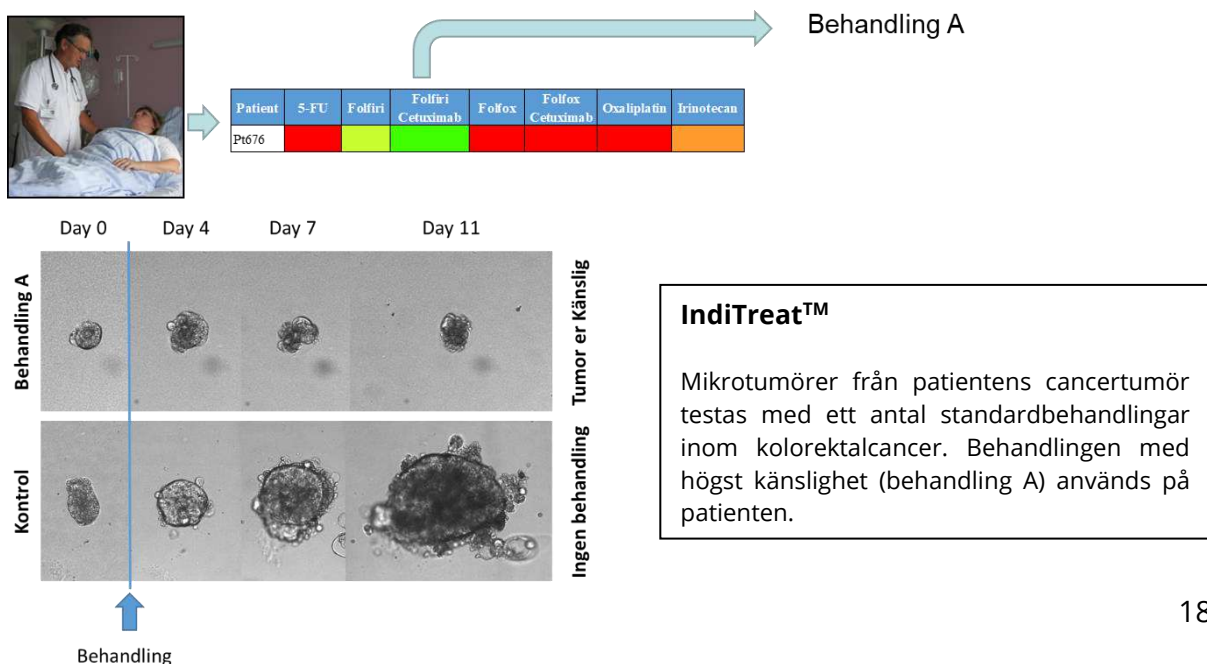 Behandling A
Patient 5-FU Folfiri Folfiri Cetuximab Folfox Folfox Cetuximab Oxaliplatin Irinotecan
Pt676
Day 0 Day 4 Day 7 Day 11
Behandling A
Tumor er Känslig
Kontrol
Ingen behandling
Behandling
IndiTreat™
Mikrotumörer från patientens cancertumör
testas med ett antal standardbehandlingar
inom kolorektalcancer. Behandlingen med
högst känslighet (behandling A) används på
patienten.
18